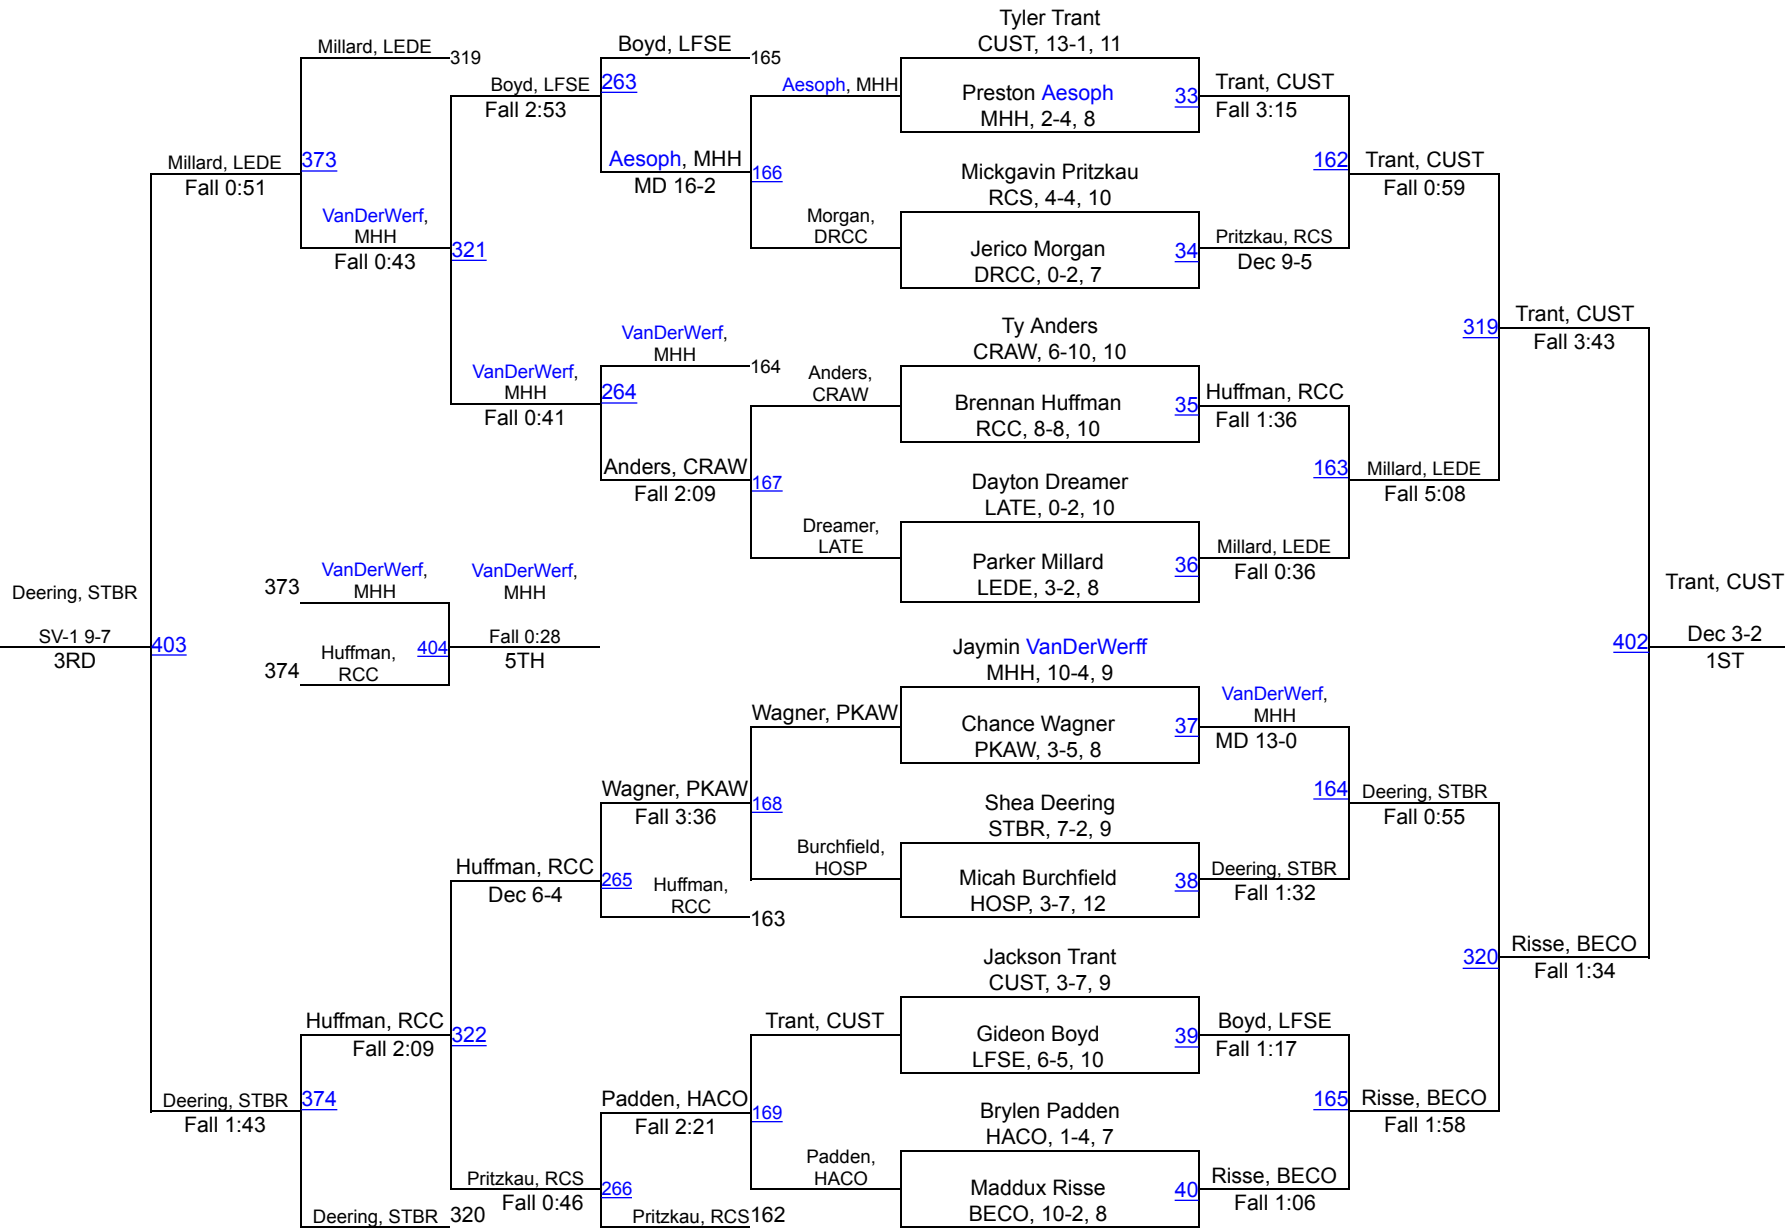 Tyler Trant
CUST, 13-1, 11
Preston Aesoph
MHH, 2-4, 8
33
Mickgavin Pritzkau
RCS, 4-4, 10
Jerico Morgan
DRCC, 0-2, 7
34
Ty Anders
CRAW, 6-10, 10
Brennan Huffman
RCC, 8-8, 10
35
Dayton Dreamer
LATE, 0-2, 10
Parker Millard
LEDE, 3-2, 8
36
Jaymin VanDerWerff
MHH, 10-4, 9
Chance Wagner
PKAW, 3-5, 8
37
Shea Deering
STBR, 7-2, 9
Micah Burchfield
HOSP, 3-7, 12
38
Jackson Trant
CUST, 3-7, 9
Gideon Boyd
LFSE, 6-5, 10
39
Brylen Padden
HACO, 1-4, 7
Maddux Risse
BECO, 10-2, 8
40
Trant, CUST
Fall 3:15
162
Pritzkau, RCS
Dec 9-5
Huffman, RCC
Fall 1:36
163
Millard, LEDE
Fall 0:36
VanDerWerf,
MHH
MD 13-0
164
Deering, STBR
Fall 1:32
Boyd, LFSE
Fall 1:17
165
Risse, BECO
Fall 1:06
Trant, CUST
Fall 0:59
319
Millard, LEDE
Fall 5:08
Deering, STBR
Fall 0:55
320
Risse, BECO
Fall 1:58
Trant, CUST
Fall 3:43
402
Risse, BECO
Fall 1:34
Trant, CUST
Dec 3-2
1ST
Aesoph, MHH
166
Morgan,
DRCC
Anders,
CRAW
167
Dreamer,
LATE
Wagner, PKAW
168
Burchfield,
HOSP
Trant, CUST
169
Padden,
HACO
Boyd, LFSE
165
263
Aesoph, MHH
MD 16-2
VanDerWerf,
MHH
164
264
Anders, CRAW
Fall 2:09
Wagner, PKAW
Fall 3:36
265
Huffman,
RCC
163
Padden, HACO
Fall 2:21
266
Pritzkau, RCS
162
Boyd, LFSE
Fall 2:53
321
VanDerWerf,
MHH
Fall 0:41
Huffman, RCC
Dec 6-4
322
Pritzkau, RCS
Fall 0:46
Millard, LEDE
319
373
VanDerWerf,
MHH
Fall 0:43
Huffman, RCC
Fall 2:09
374
Deering, STBR
320
Millard, LEDE
Fall 0:51
403
Deering, STBR
Fall 1:43
Deering, STBR
SV-1 9-7
3RD
373
VanDerWerf,
MHH
374
Huffman,
RCC
404
VanDerWerf,
MHH
Fall 0:28
5TH